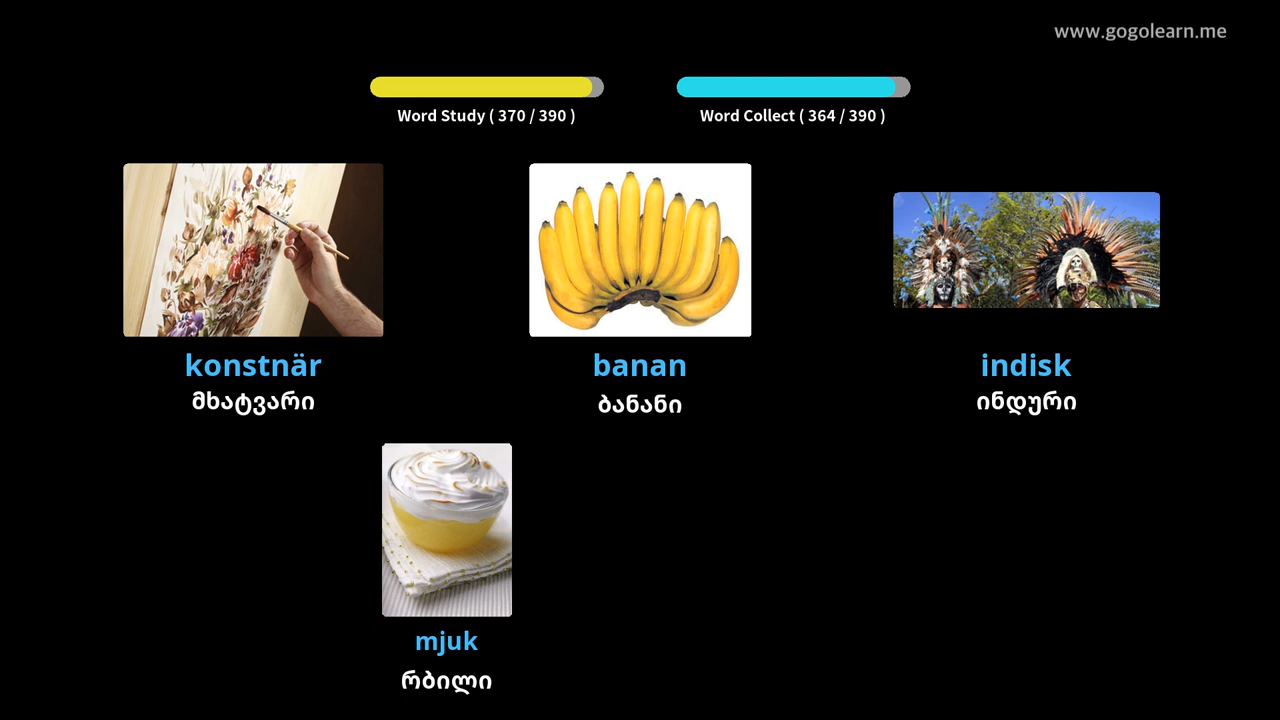 www.gogolearn.me
Word Study ( 370 / 390 )
Word Collect ( 364 / 390 )
konstnär
მხატვარი
banan
ბანანი
indisk
ინდური
mjuk
რბილი